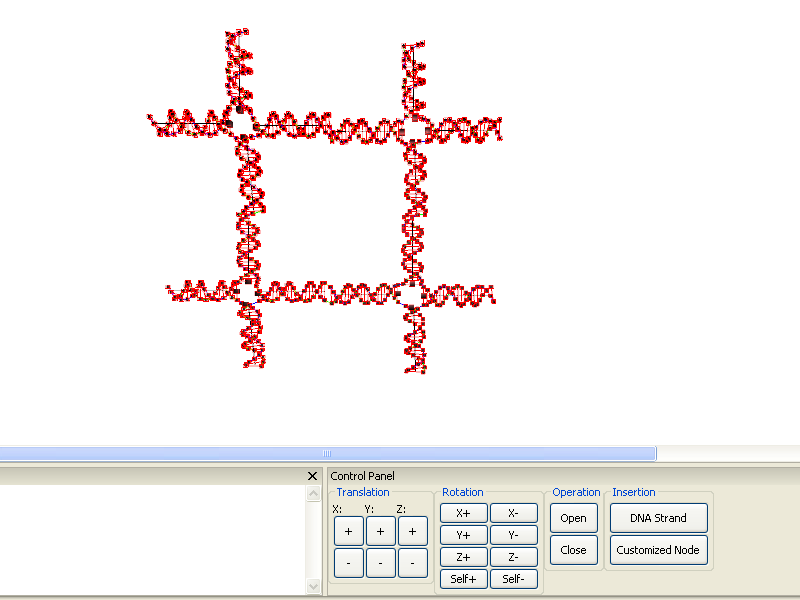 Control Panel
Translation Rotation Operation Insertion
X: Y: Z:
X+ X- Open DNA Strand
+ + +
Y+ Y-
Z+ Z- Close Customized Node
- - -
Self+ Self-